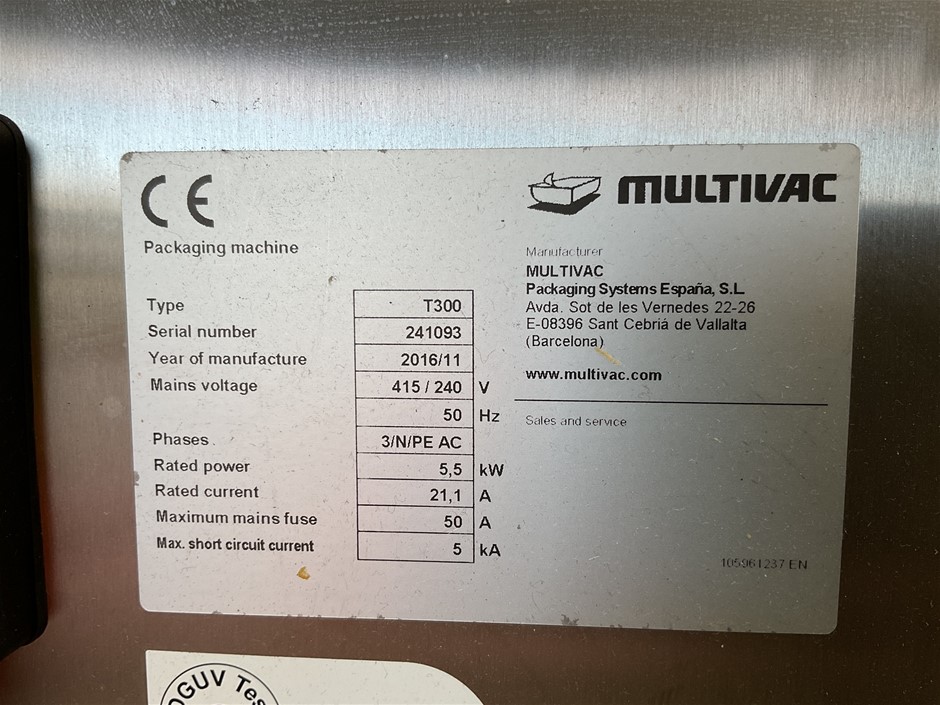 CE
Packaging machine
Type T300
Serial number 241093
Year of manufacture 2016/11
Mains voltage 415 / 240 V
50 Hz
Phases 3/N/PE AC
Rated power 5,5 kW
Rated current 21,1 A
Maximum mains fuse 50 A
Max. short circuit current 5 kA
MULTIVAC
Manufacturer
MULTIVAC
Packaging Systems España, S.L.
Avda. Sot de les Vernedes 22-26
E-08396 Sant Cebriá de Vallalta
(Barcelona)
www.multivac.com
Sales and service
105961237 EN